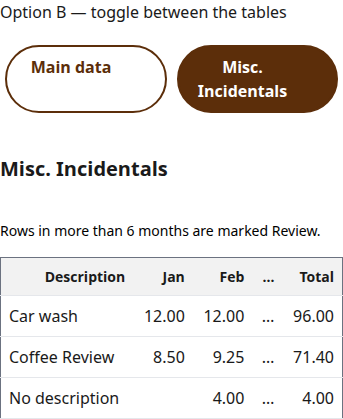 Option B — toggle between the tables
Main data
Misc.
Incidentals
Misc. Incidentals
Rows in more than 6 months are marked Review.
Description Jan Feb ... Total
Car wash 12.00 12.00 ... 96.00
Coffee Review 8.50 9.25 ... 71.40
No description 4.00 ... 4.00